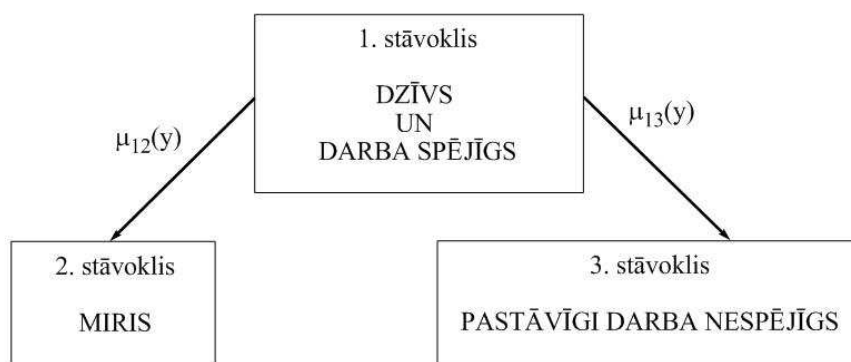 1. stāvoklis
DZĪVS
UN
DARBA SPĒJĪGS
μ12(y)
μ13(y)
2. stāvoklis
MIRIS
3. stāvoklis
PASTĀVĪGI DARBA NESPĒJĪGS